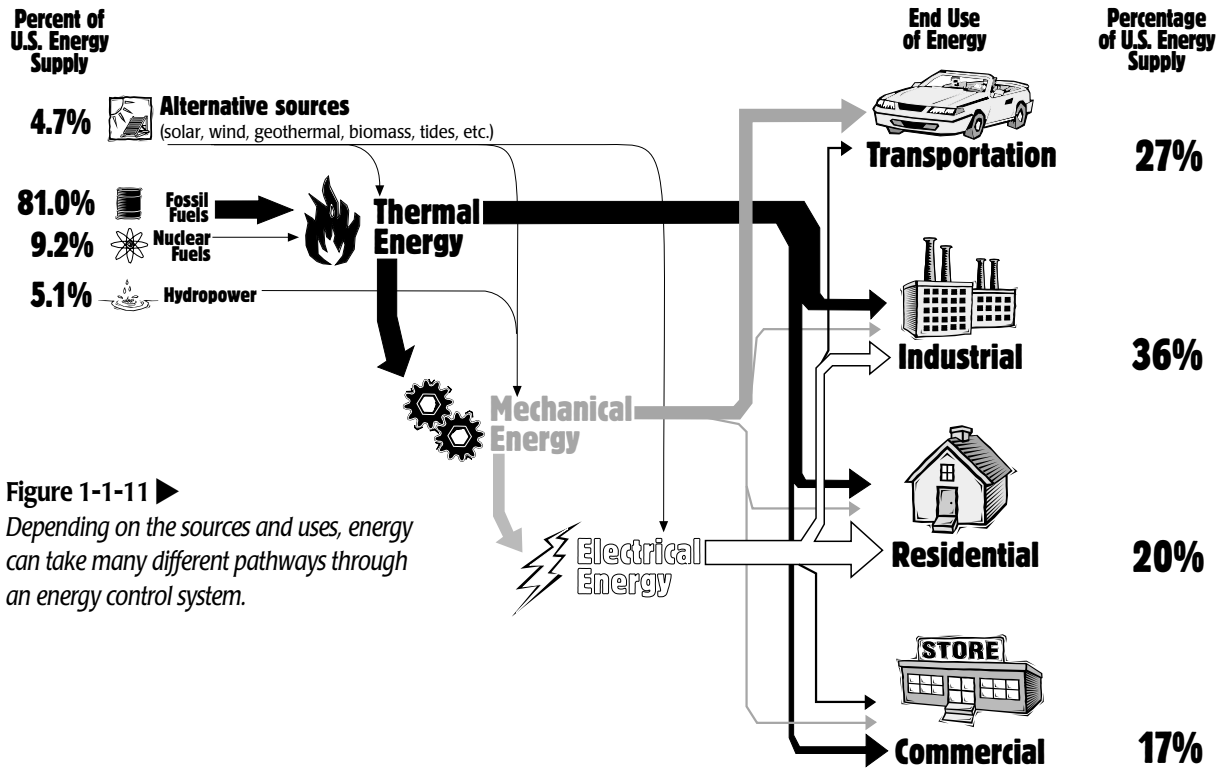 Percent of
U.S. Energy
Supply
End Use
of Energy
Percentage
of U.S. Energy
Supply
4.7%
Alternative sources
(solar, wind, geothermal, biomass, tides, etc.)
Transportation
27%
81.0%
Fossil
Fuels
Thermal
Energy
9.2%
Nuclear
Fuels
5.1%
Hydropower
Industrial
36%
Mechanical
Energy
Figure 1-1-11
Depending on the sources and uses, energy
can take many different pathways through
an energy control system.
Electrical
Energy
Residential
20%
STORE
Commercial
17%